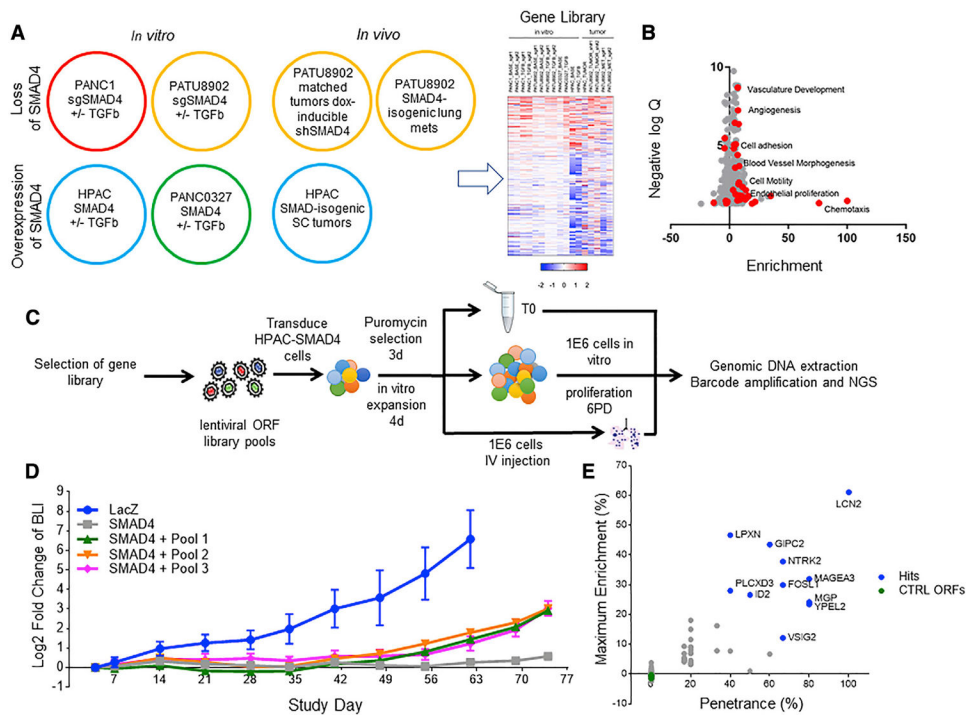 A
In vitro
In vivo
Loss
of SMAD4
PANC1
sgSMAD4
+/- TGFb
PATU8902
sgSMAD4
+/- TGFb
PATU8902
matched
tumors dox-
inducible
shSMAD4
PATU8902
SMAD4-
isogenic lung
mets
Overexpression
of SMAD4
HPAC
SMAD4
+/- TGFb
PANC0327
SMAD4
+/- TGFb
HPAC
SMAD-isogenic
SC tumors
Gene Library
in vitro
tumor
-2 -1 0 1 2
B
Negative log Q
10
5
Vasculature Development
Angiogenesis
Cell adhesion
Blood Vessel Morphogenesis
Cell Motility
Endothelial proliferation
Chemotaxis
-50 0 50 100 150
Enrichment
C
Selection of gene
library
lentiviral ORF
library pools
Transduce
HPAC-SMAD4
cells
Puromycin
selection
3d
in vitro
expansion
4d
T0
1E6 cells in
vitro
proliferation
6PD
1E6 cells
IV injection
Genomic DNA extraction
Barcode amplification and NGS
D
Log2 Fold Change of BLI
9
8
7
6
5
4
3
2
1
0
-1
LacZ
SMAD4
SMAD4 + Pool 1
SMAD4 + Pool 2
SMAD4 + Pool 3
7 14 21 28 35 42 49 56 63 70 77
Study Day
E
Maximum Enrichment (%)
70
60
50
40
30
20
10
0
-10
LCN2
LPXN
GIPC2
NTRK2
MAGEA3
PLCXD3
FOSL1
ID2
MGP
YPEL2
VSIG2
Hits
CTRL ORFs
0 20 40 60 80 100
Penetrance (%)